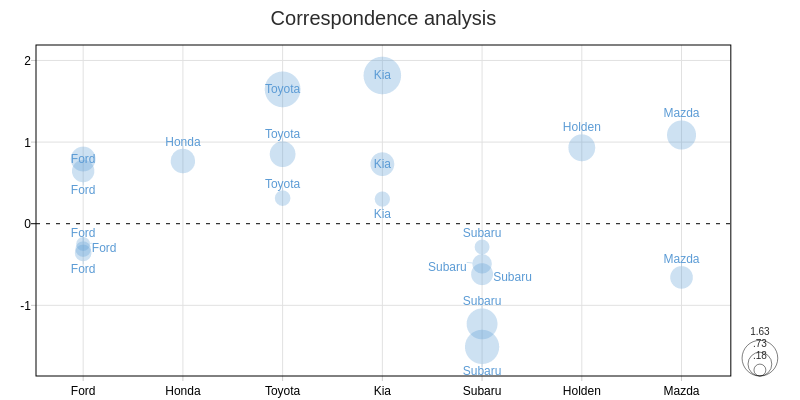 Correspondence analysis
2
Kia
Toyota
Mazda
1
Toyota
Holden
Honda
Ford
Kia
Ford
Toyota
Kia
0
Ford
Subaru
Ford
Mazda
Ford
Subaru
Subaru
-1
Subaru
Subaru
1.63
.73
.18
Ford Honda Toyota Kia Subaru Holden Mazda